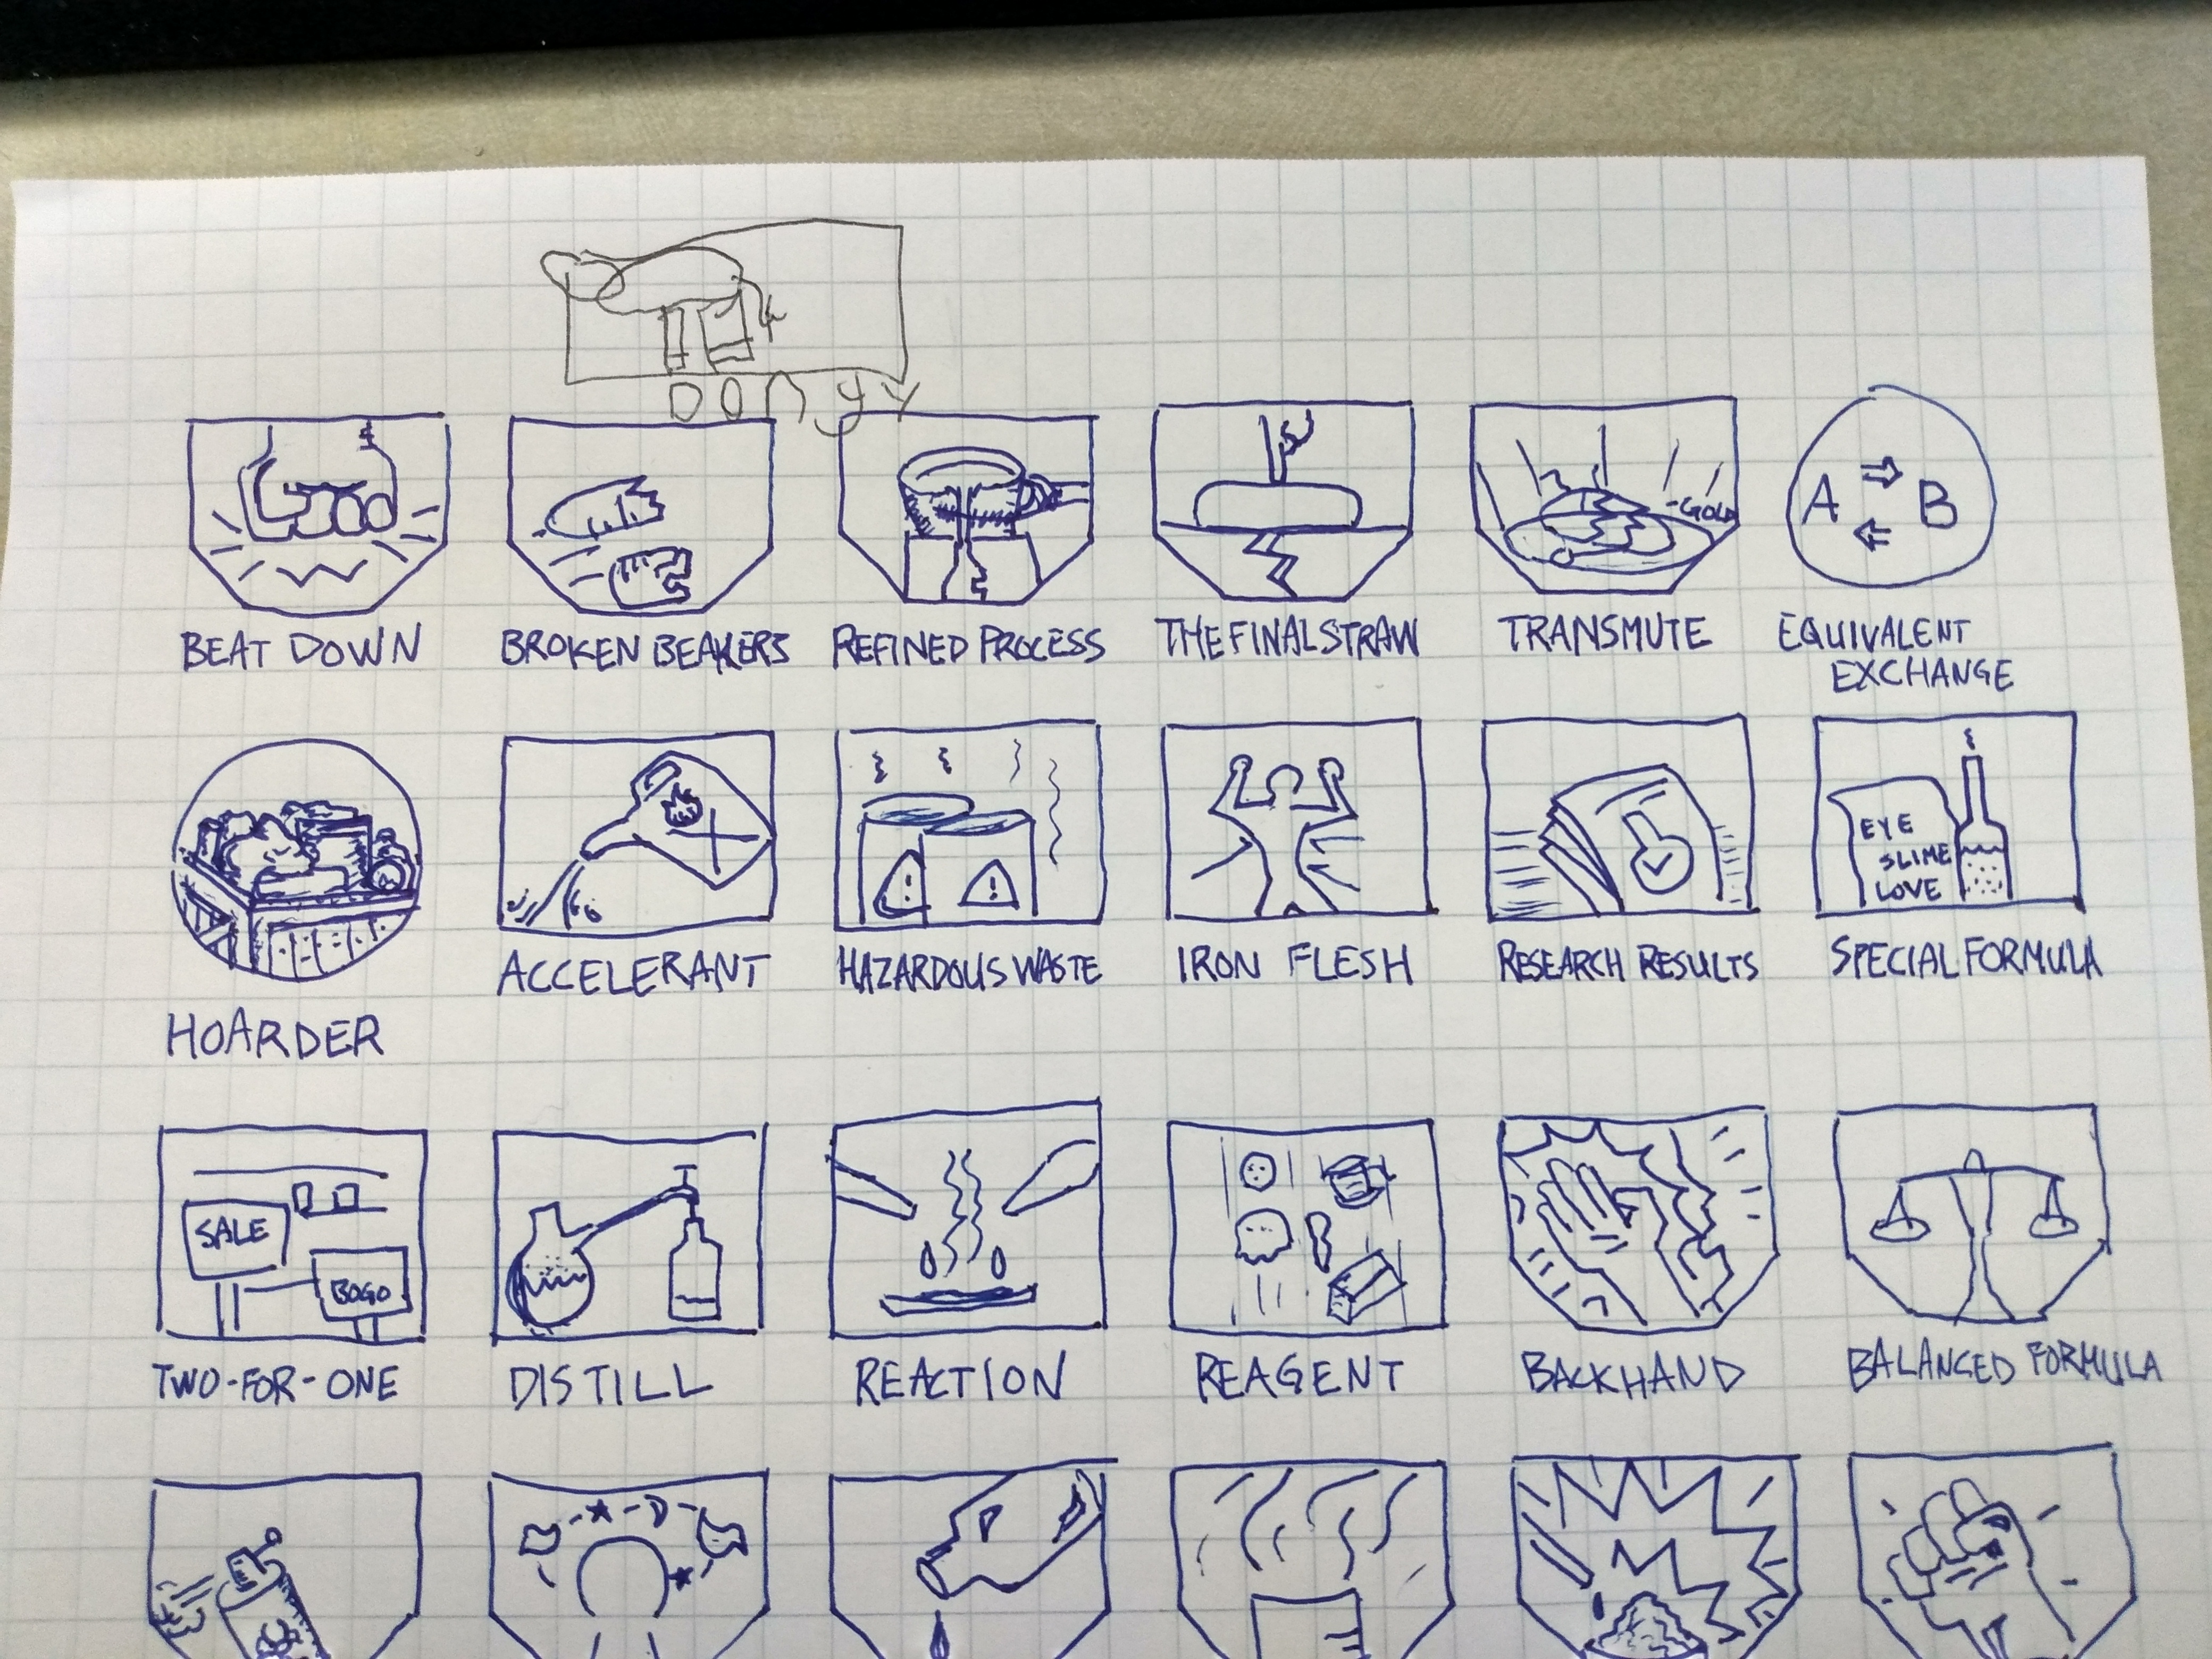 DONYY
BEAT DOWN
BROKEN BEAKERS
REFINED PROCESS
THE FINAL STRAW
-GOLD
TRANSMUTE
A B
EQUIVALENT
EXCHANGE
HOARDER
ACCELERANT
!
!
HAZARDOUS WASTE
IRON FLESH
RESEARCH RESULTS
EYE
SLIME
LOVE
SPECIAL FORMULA
SALE
BOGO
TWO-FOR-ONE
DISTILL
REACTION
REAGENT
BACKHAND
BALANCED FORMULA